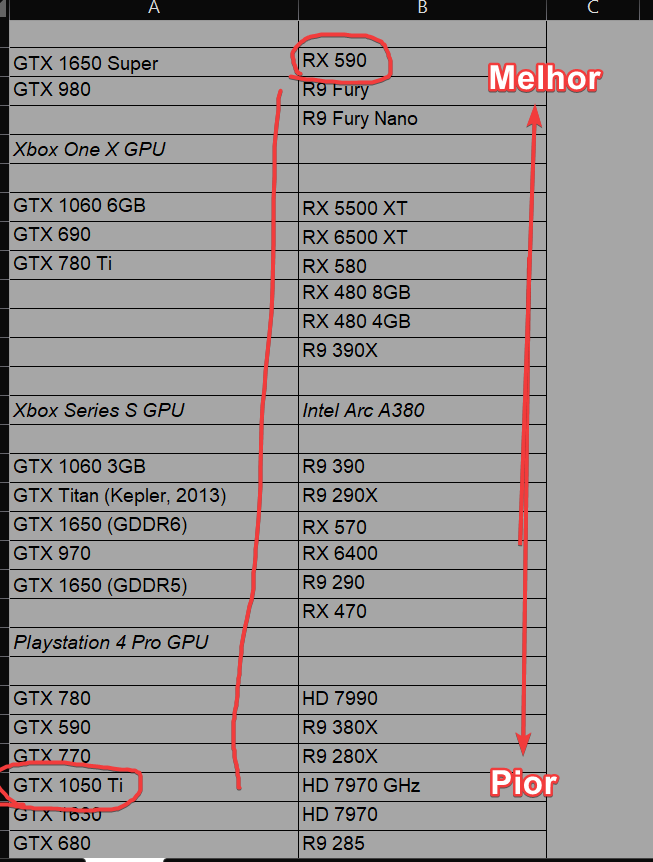 A B C
GTX 1650 Super RX 590
Melhor
GTX 980 R9 Fury
R9 Fury Nano
Xbox One X GPU
GTX 1060 6GB RX 5500 XT
GTX 690 RX 6500 XT
GTX 780 Ti RX 580
RX 480 8GB
RX 480 4GB
R9 390X
Xbox Series S GPU Intel Arc A380
GTX 1060 3GB R9 390
GTX Titan (Kepler, 2013) R9 290X
GTX 1650 (GDDR6) RX 570
GTX 970 RX 6400
GTX 1650 (GDDR5) R9 290
RX 470
Playstation 4 Pro GPU
GTX 780 HD 7990
GTX 590 R9 380X
GTX 770 R9 280X
GTX 1050 Ti HD 7970 GHz
Pior
GTX 1630 HD 7970
GTX 680 R9 285